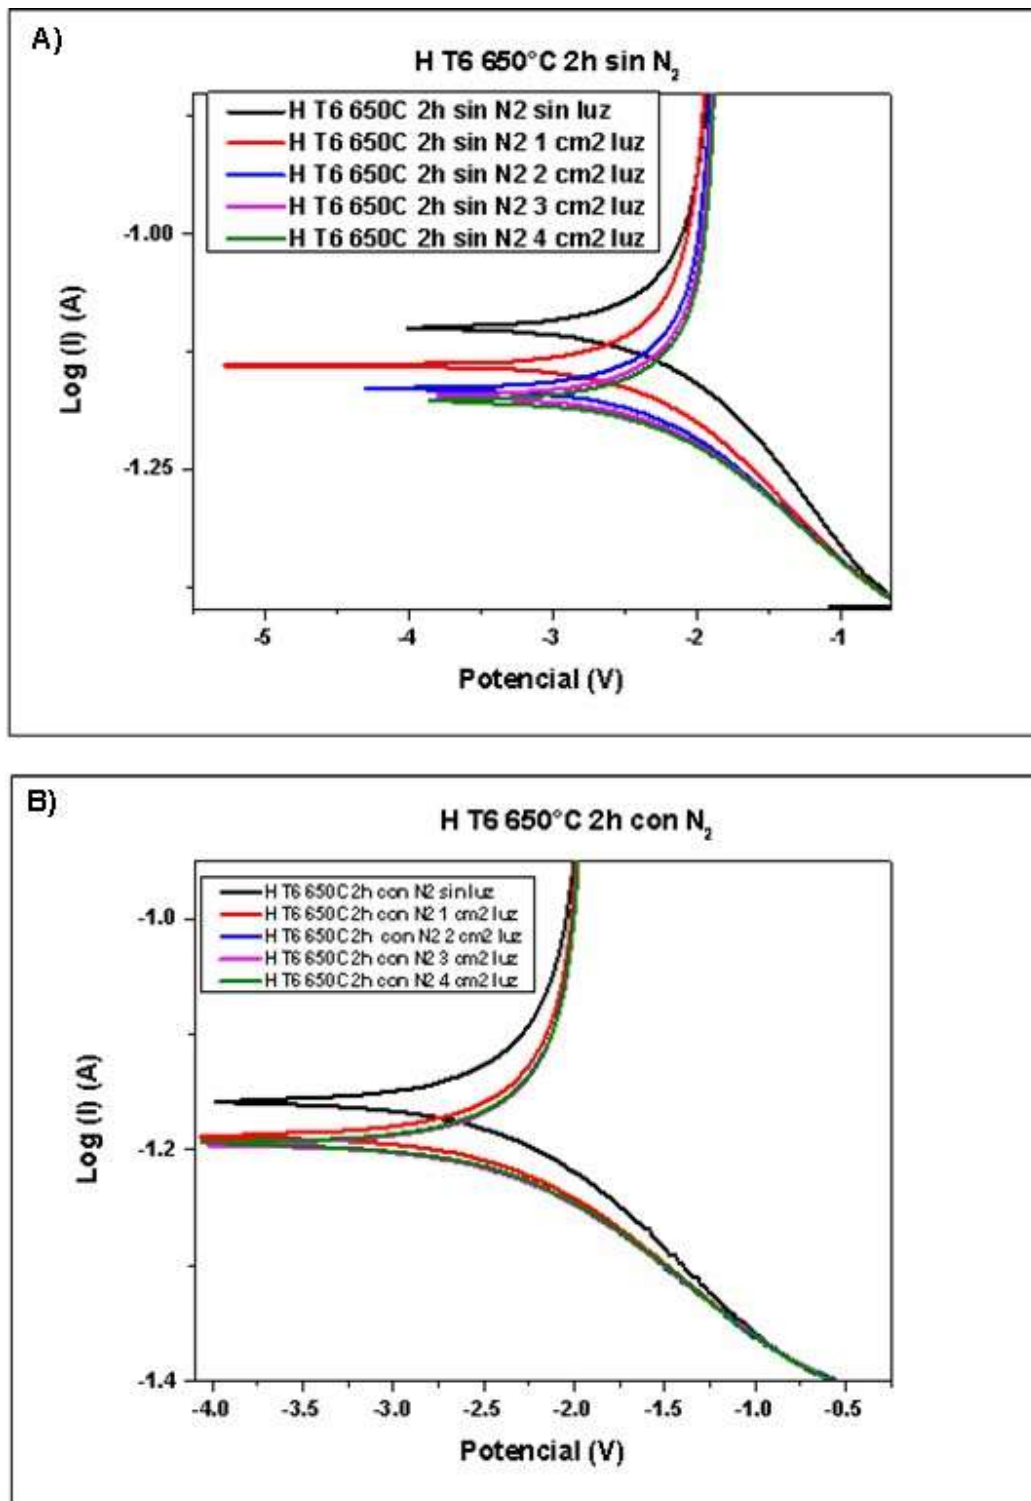 A)
H T6 650°C 2h sin N2
H T6 650C 2h sin N2 sin luz
H T6 650C 2h sin N2 1 cm2 luz
H T6 650C 2h sin N2 2 cm2 luz
H T6 650C 2h sin N2 3 cm2 luz
H T6 650C 2h sin N2 4 cm2 luz
-1.00
-1.25
Log (I) (A)
-5 -4 -3 -2 -1
Potencial (V)
B)
H T6 650°C 2h con N2
H T6 650C 2h con N2 sin luz
H T6 650C 2h con N2 1 cm2 luz
H T6 650C 2h con N2 2 cm2 luz
H T6 650C 2h con N2 3 cm2 luz
H T6 650C 2h con N2 4 cm2 luz
-1.0
-1.2
-1.4
Log (I) (A)
-4.0 -3.5 -3.0 -2.5 -2.0 -1.5 -1.0 -0.5
Potencial (V)